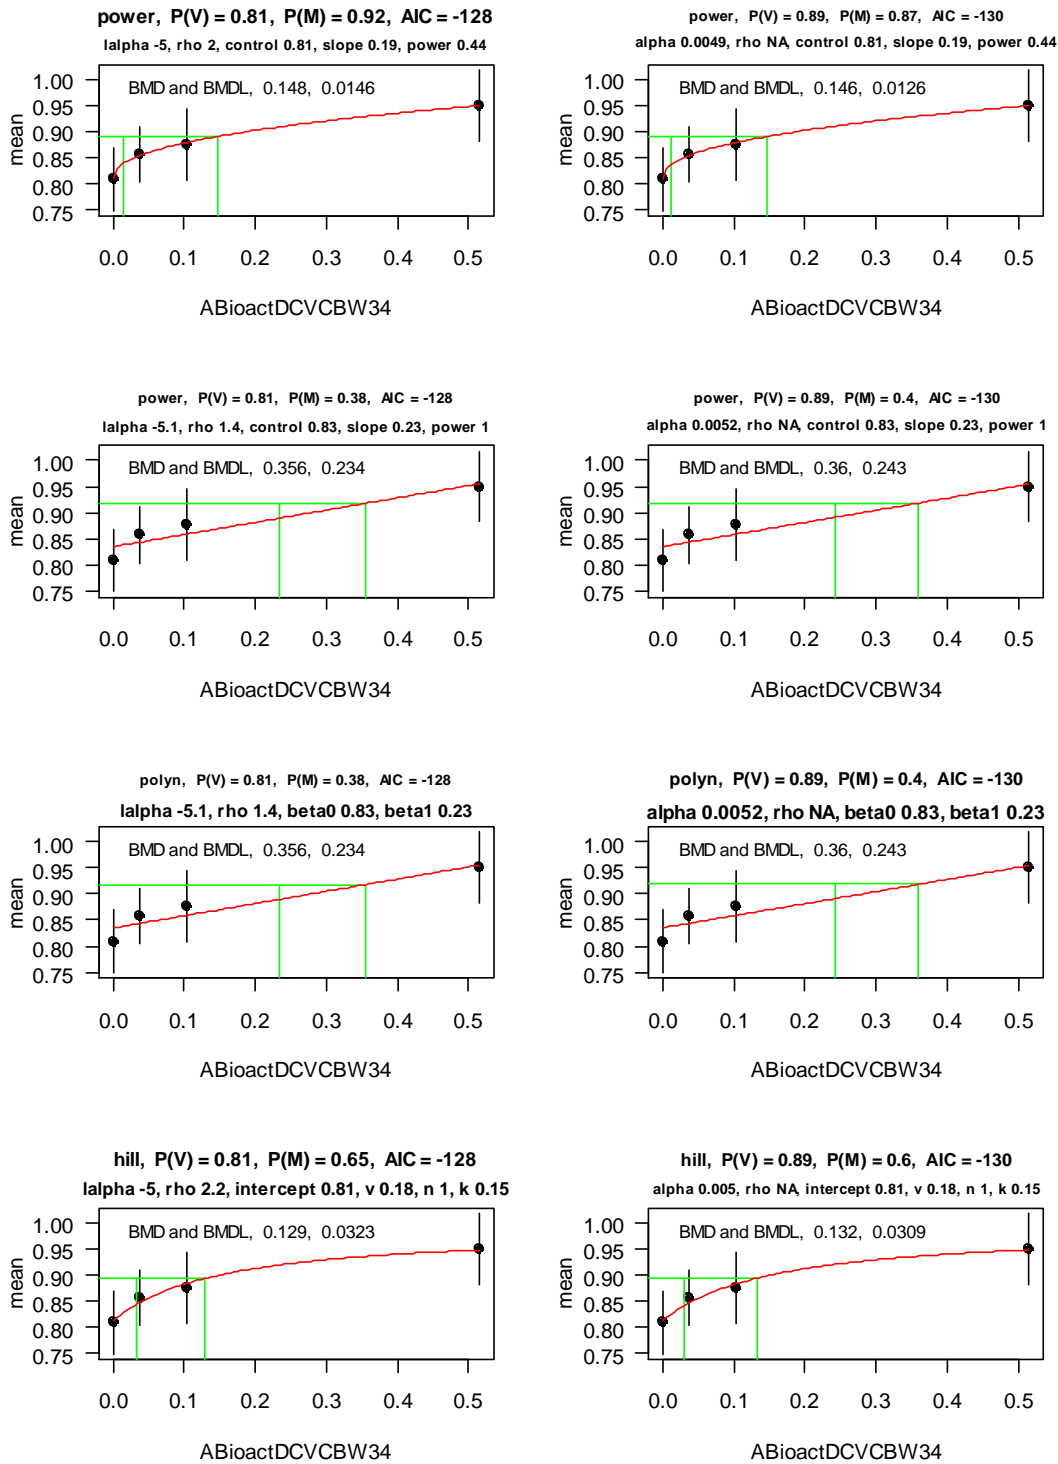 power, P(V) = 0.81, P(M) = 0.92, AIC = -128
lalpha -5, rho 2, control 0.81, slope 0.19, power 0.44
BMD and BMDL, 0.148, 0.0146
1.00
0.95
0.90
0.85
0.80
0.75
mean
0.0 0.1 0.2 0.3 0.4 0.5
ABioactDCVCBW34
power, P(V) = 0.89, P(M) = 0.87, AIC = -130
alpha 0.0049, rho NA, control 0.81, slope 0.19, power 0.44
BMD and BMDL, 0.146, 0.0126
1.00
0.95
0.90
0.85
0.80
0.75
mean
0.0 0.1 0.2 0.3 0.4 0.5
ABioactDCVCBW34
power, P(V) = 0.81, P(M) = 0.38, AIC = -128
lalpha -5.1, rho 1.4, control 0.83, slope 0.23, power 1
BMD and BMDL, 0.356, 0.234
1.00
0.95
0.90
0.85
0.80
0.75
mean
0.0 0.1 0.2 0.3 0.4 0.5
ABioactDCVCBW34
power, P(V) = 0.89, P(M) = 0.4, AIC = -130
alpha 0.0052, rho NA, control 0.83, slope 0.23, power 1
BMD and BMDL, 0.36, 0.243
1.00
0.95
0.90
0.85
0.80
0.75
mean
0.0 0.1 0.2 0.3 0.4 0.5
ABioactDCVCBW34
polyn, P(V) = 0.81, P(M) = 0.38, AIC = -128
lalpha -5.1, rho 1.4, beta0 0.83, beta1 0.23
BMD and BMDL, 0.356, 0.234
1.00
0.95
0.90
0.85
0.80
0.75
mean
0.0 0.1 0.2 0.3 0.4 0.5
ABioactDCVCBW34
polyn, P(V) = 0.89, P(M) = 0.4, AIC = -130
alpha 0.0052, rho NA, beta0 0.83, beta1 0.23
BMD and BMDL, 0.36, 0.243
1.00
0.95
0.90
0.85
0.80
0.75
mean
0.0 0.1 0.2 0.3 0.4 0.5
ABioactDCVCBW34
hill, P(V) = 0.81, P(M) = 0.65, AIC = -128
lalpha -5, rho 2.2, intercept 0.81, v 0.18, n 1, k 0.15
BMD and BMDL, 0.129, 0.0323
1.00
0.95
0.90
0.85
0.80
0.75
mean
0.0 0.1 0.2 0.3 0.4 0.5
ABioactDCVCBW34
hill, P(V) = 0.89, P(M) = 0.6, AIC = -130
alpha 0.005, rho NA, intercept 0.81, v 0.18, n 1, k 0.15
BMD and BMDL, 0.132, 0.0309
1.00
0.95
0.90
0.85
0.80
0.75
mean
0.0 0.1 0.2 0.3 0.4 0.5
ABioactDCVCBW34